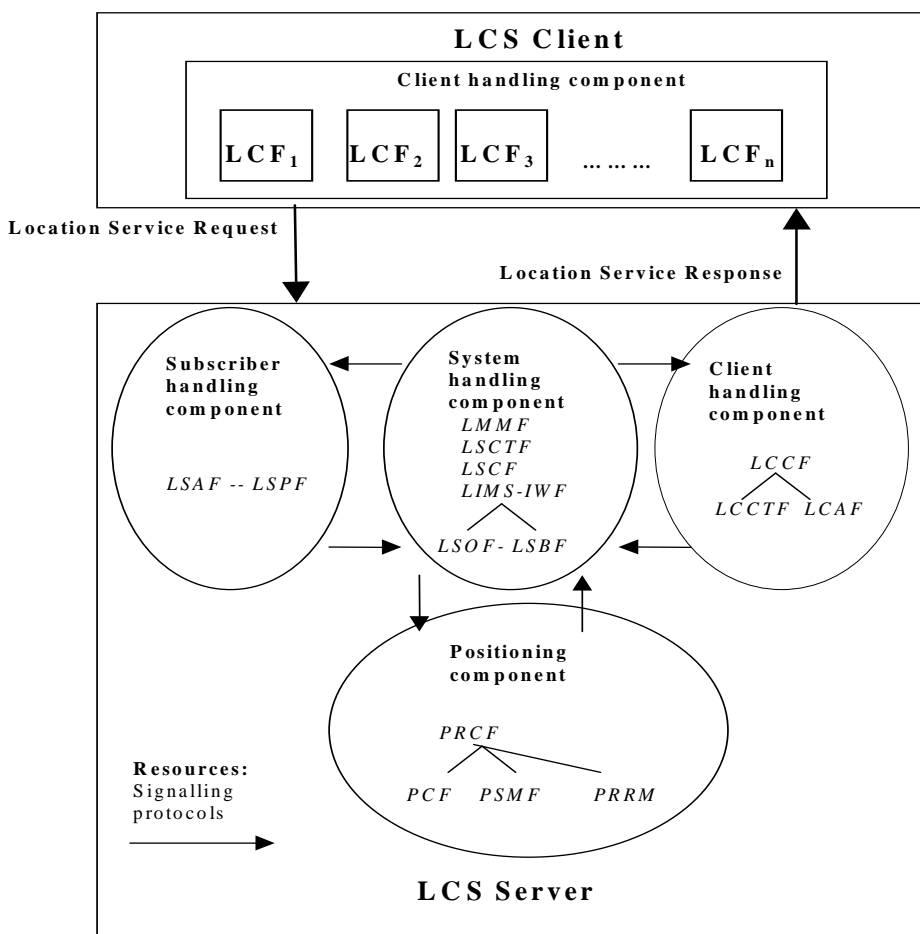 LCS Client
Client handling component
LCF1 LCF2 LCF3 ... ... ... LCFn
Location Service Request
Location Service Response
Subscriber
handling
component
LSAF -- LSPF
System
handling
component
LMMF
LSCTF
LSCF
LIMS-IWF
LSOF- LSBF
Client
handling
component
LCCF
LCCTF LCAF
Positioning
component
PRCF
PCF PSMF PRRM
Resources:
Signalling
protocols
LCS Server